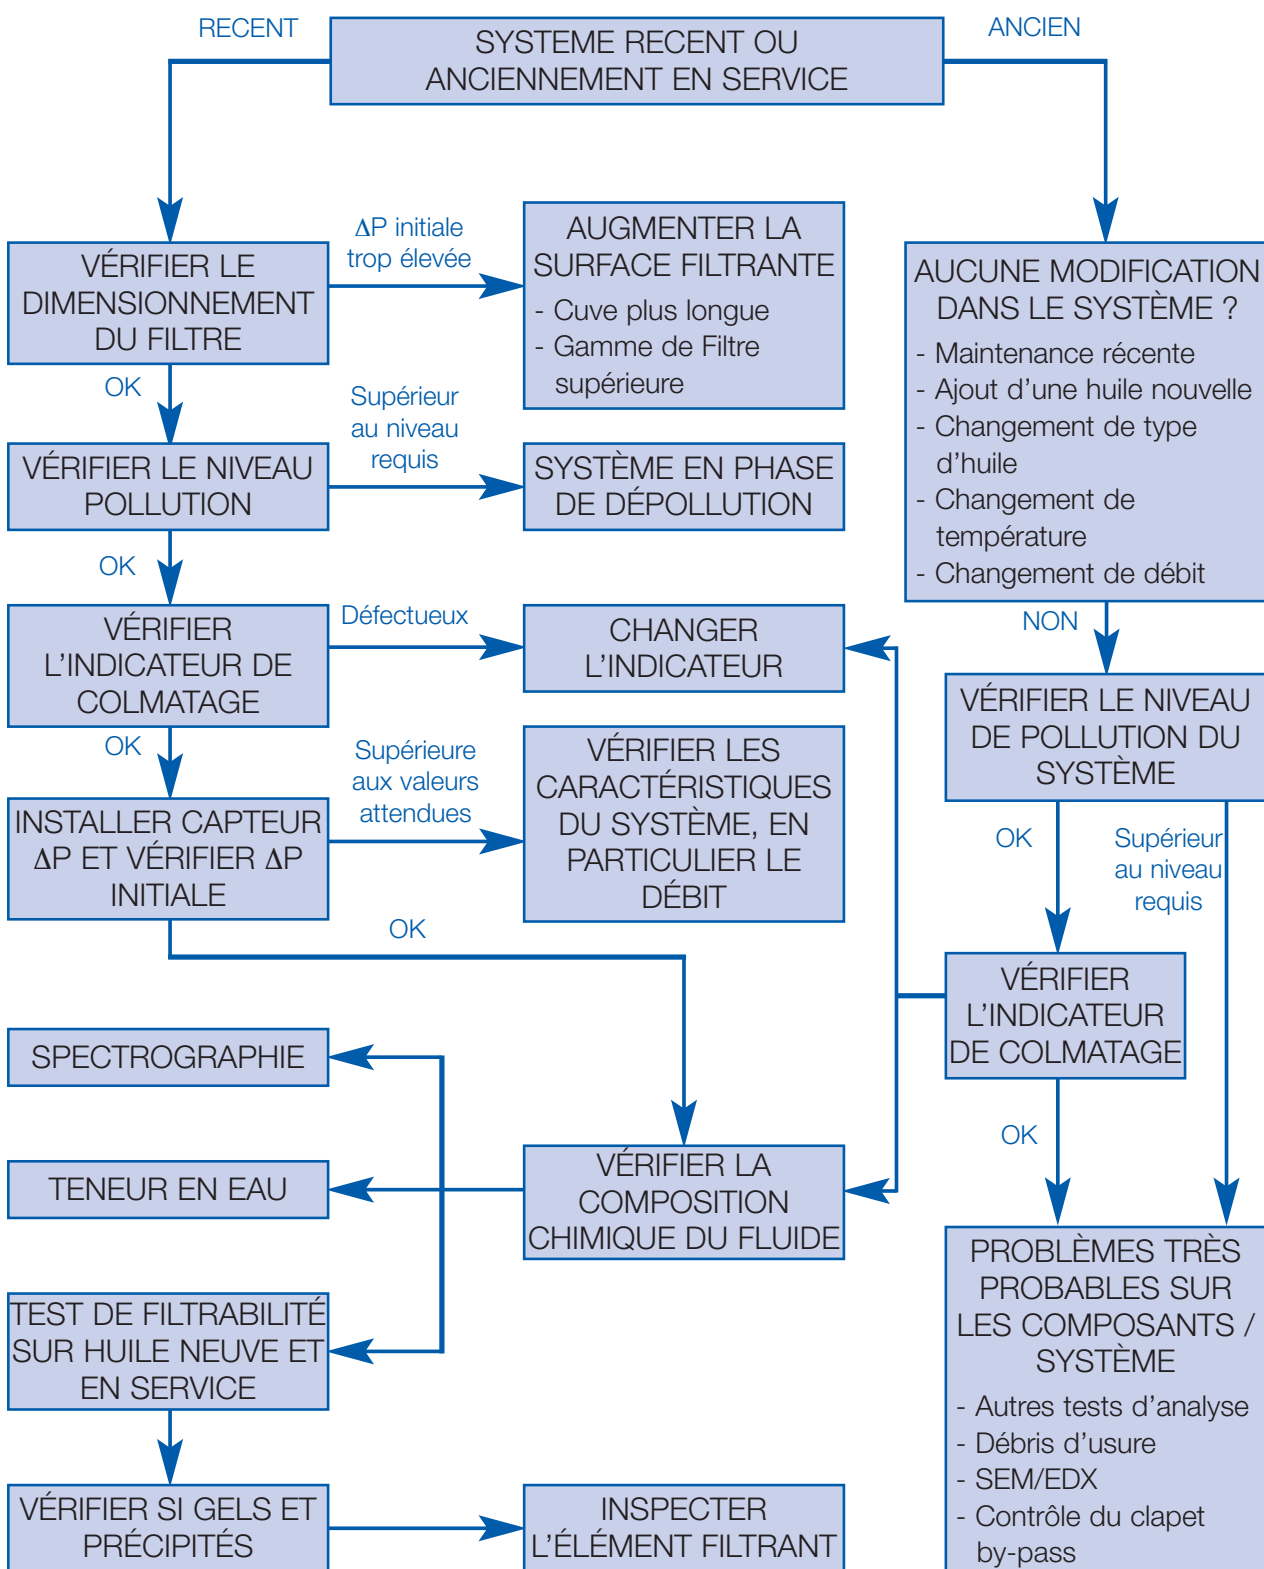 RECENT
SYSTEME RECENT OU
ANCIENNEMENT EN SERVICE
ANCIEN
VÉRIFIER LE
DIMENSIONNEMENT
DU FILTRE
ΔP initiale
trop élevée
AUGMENTER LA
SURFACE FILTRANTE
- Cuve plus longue
- Gamme de Filtre
supérieure
AUCUNE MODIFICATION
DANS LE SYSTÈME ?
- Maintenance récente
- Ajout d'une huile nouvelle
- Changement de type
d'huile
- Changement de
température
- Changement de débit
OK
VÉRIFIER LE NIVEAU
POLLUTION
Supérieur
au niveau
requis
SYSTÈME EN PHASE
DE DÉPOLLUTION
OK
VÉRIFIER
L'INDICATEUR DE
COLMATAGE
Défectueux
CHANGER
L'INDICATEUR
NON
VÉRIFIER LE NIVEAU
DE POLLUTION DU
SYSTÈME
OK
INSTALLER CAPTEUR
ΔP ET VÉRIFIER ΔP
INITIALE
Supérieure
aux valeurs
attendues
VÉRIFIER LES
CARACTÉRISTIQUES
DU SYSTÈME, EN
PARTICULIER LE
DÉBIT
OK
Supérieur
au niveau
requis
OK
VÉRIFIER
L'INDICATEUR
DE COLMATAGE
SPECTROGRAPHIE
TENEUR EN EAU
VÉRIFIER LA
COMPOSITION
CHIMIQUE DU FLUIDE
OK
TEST DE FILTRABILITÉ
SUR HUILE NEUVE ET
EN SERVICE
PROBLÈMES TRÈS
PROBABLES SUR
LES COMPOSANTS /
SYSTÈME
- Autres tests d'analyse
- Débris d'usure
- SEM/EDX
- Contrôle du clapet
by-pass
VÉRIFIER SI GELS ET
PRÉCIPITÉS
INSPECTER
L'ÉLÉMENT FILTRANT